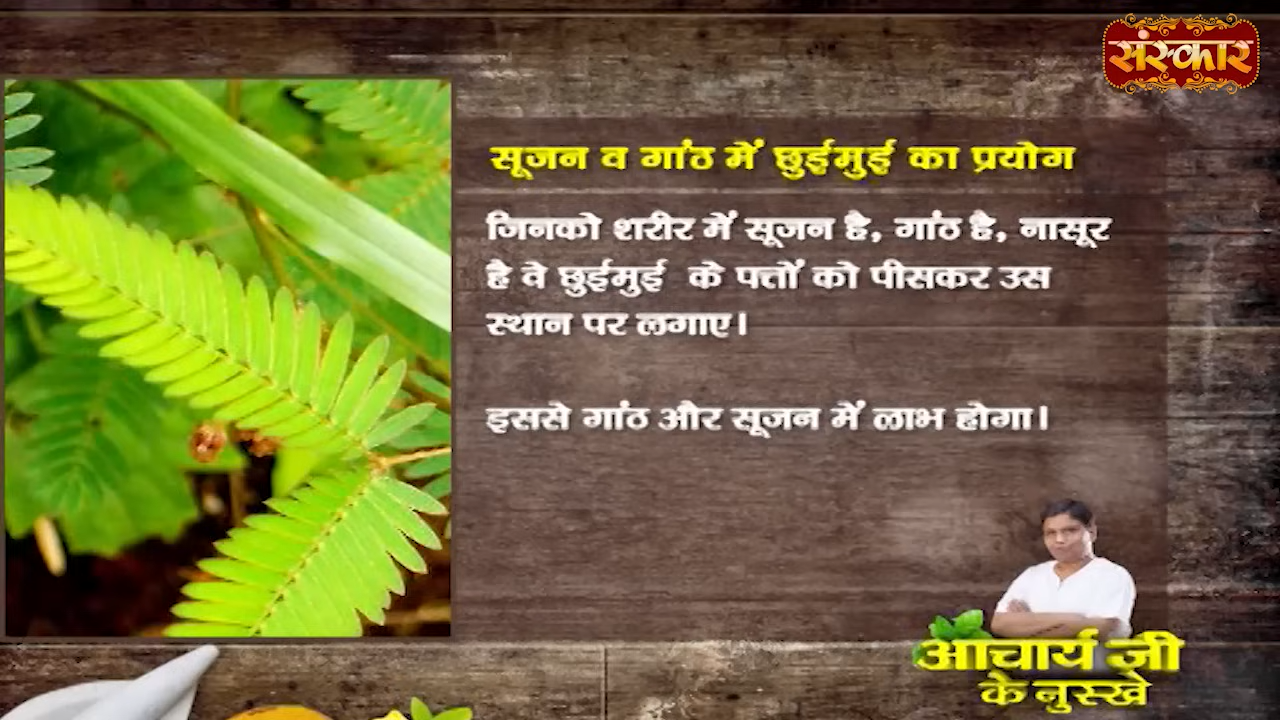 संस्कार
सूजन व गांठ में छुईमुई का प्रयोग
जिनको शरीर में सूजन है, गांठ है, नासूर
है वे छुईमुई के पत्तों को पीसकर उस
स्थान पर लगाए।
इससे गांठ और सूजन में लाभ होगा।
आचार्य जी
के नुस्खे